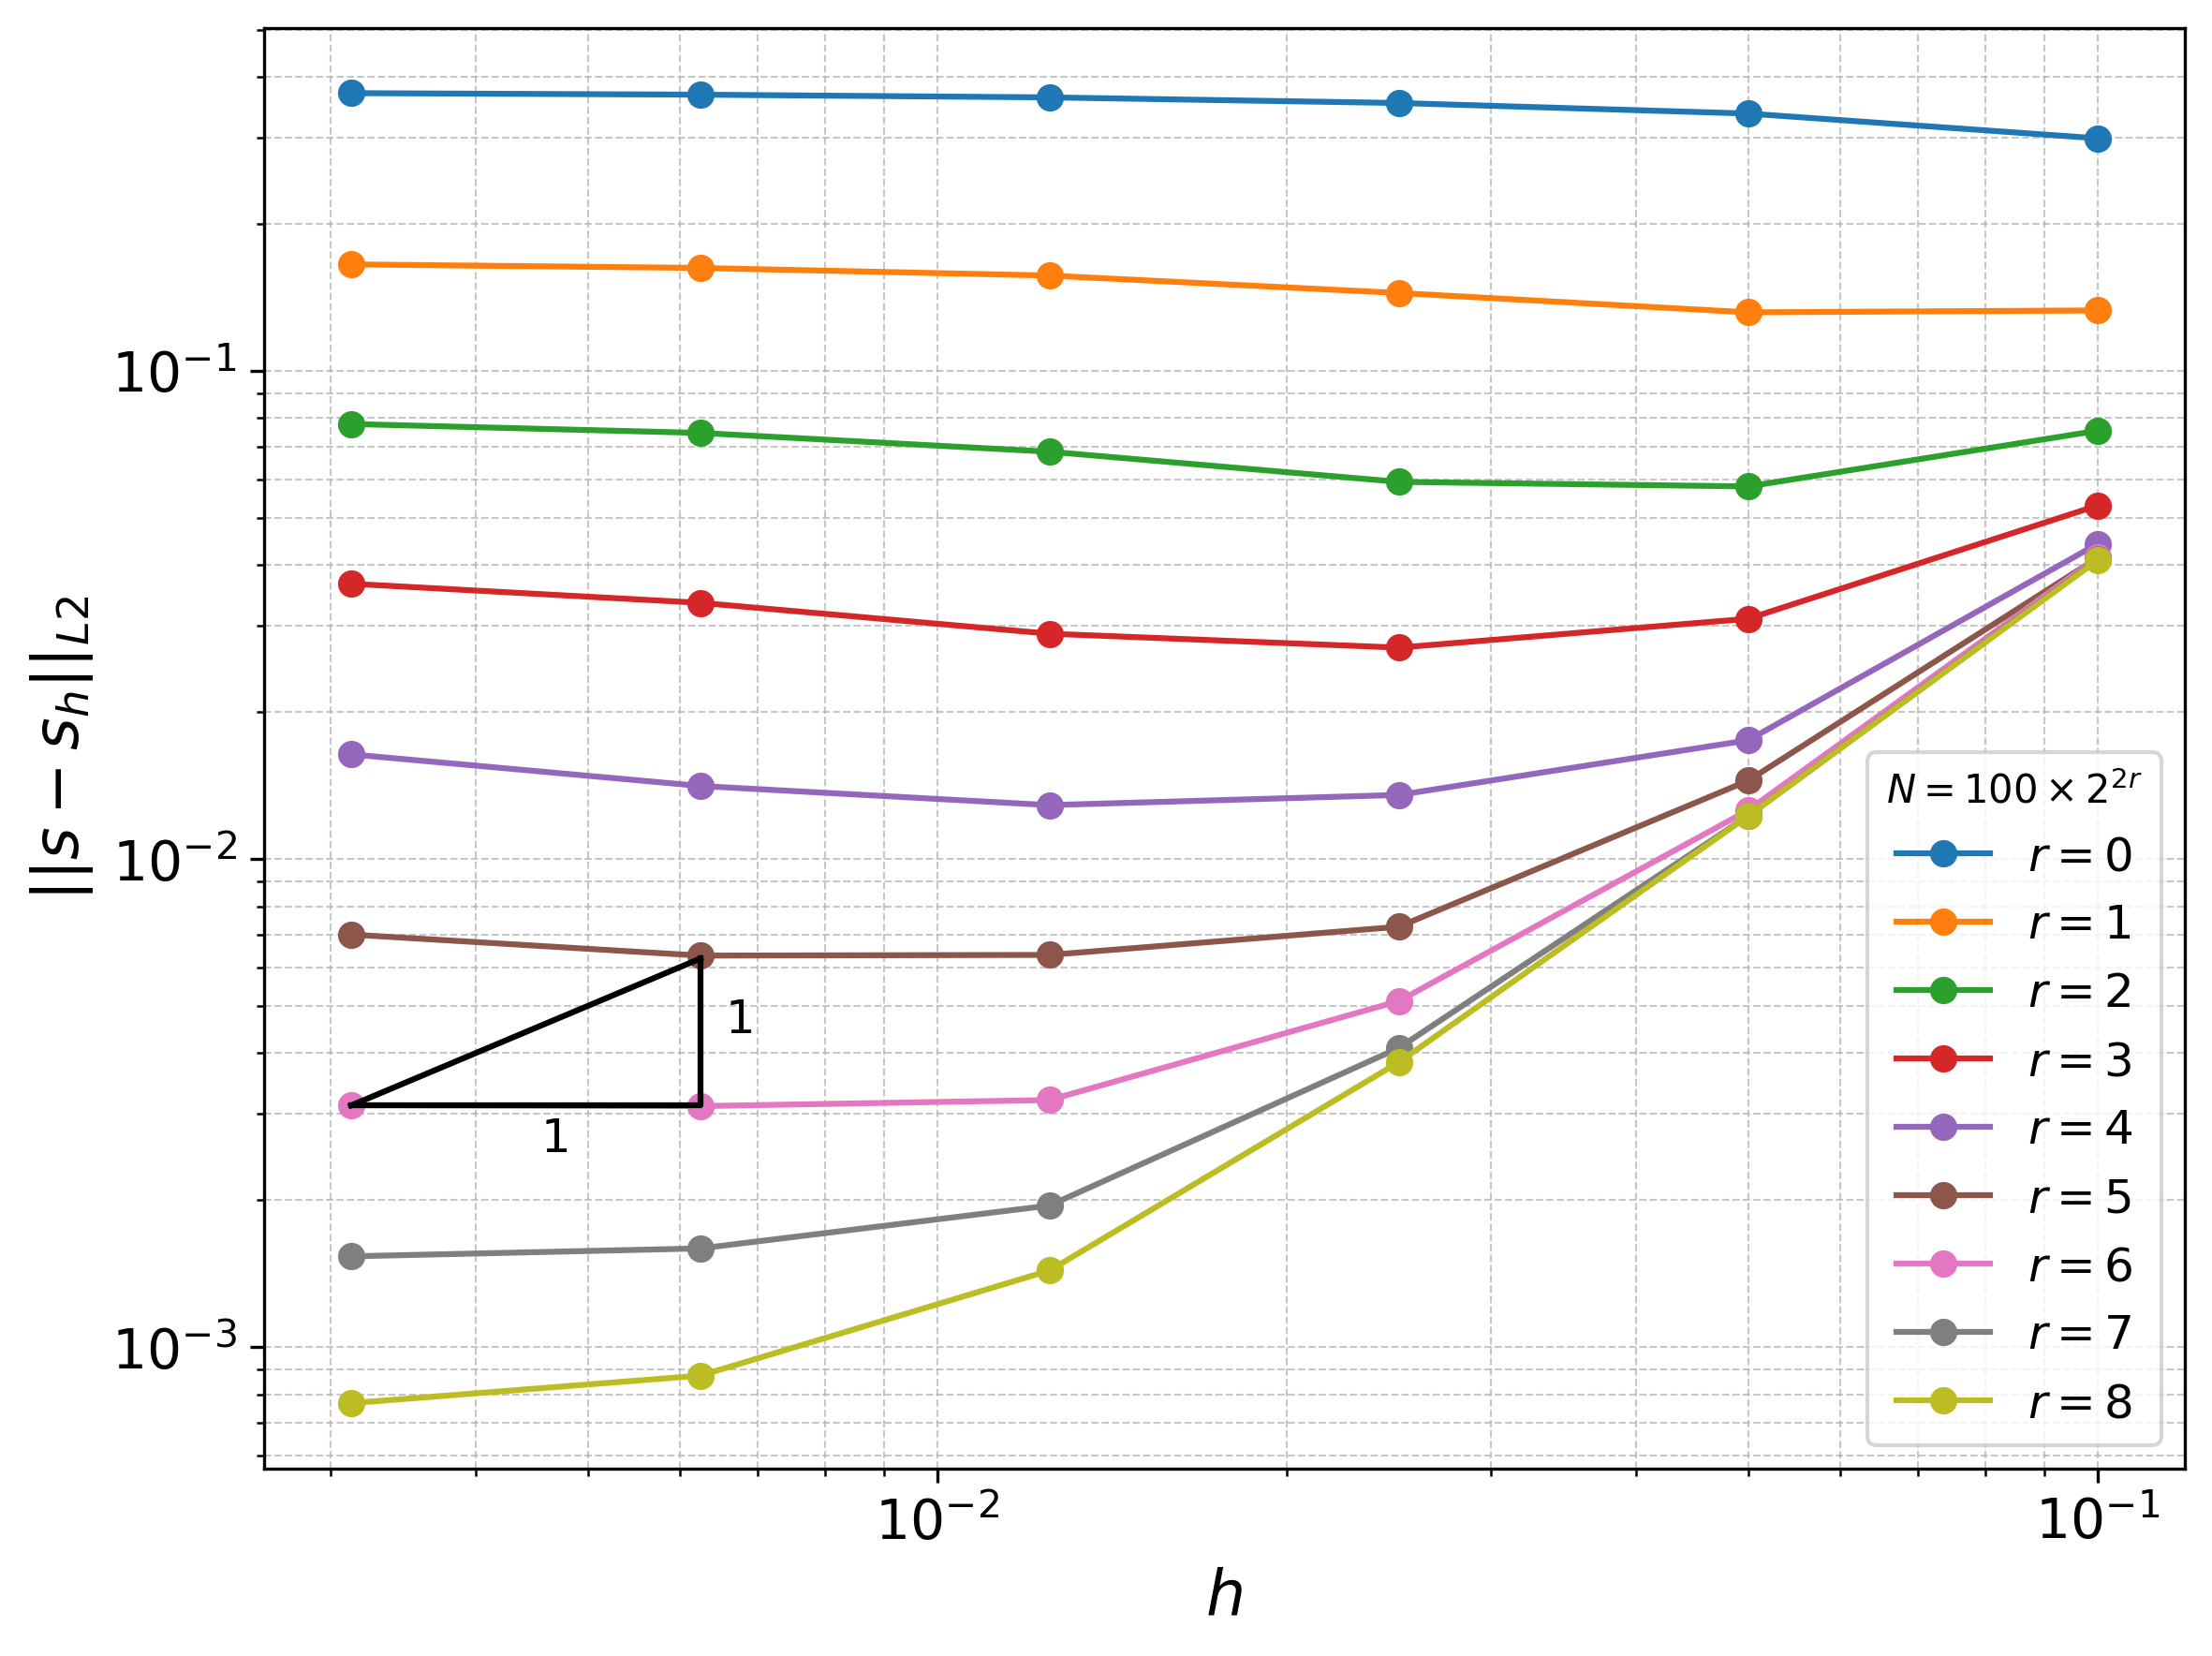 ||s − s_h||_{L2}
10^{-1}
10^{-2}
10^{-3}
1
1
N = 100 × 2^{2r}
r = 0
r = 1
r = 2
r = 3
r = 4
r = 5
r = 6
r = 7
r = 8
10^{-2} 10^{-1}
h